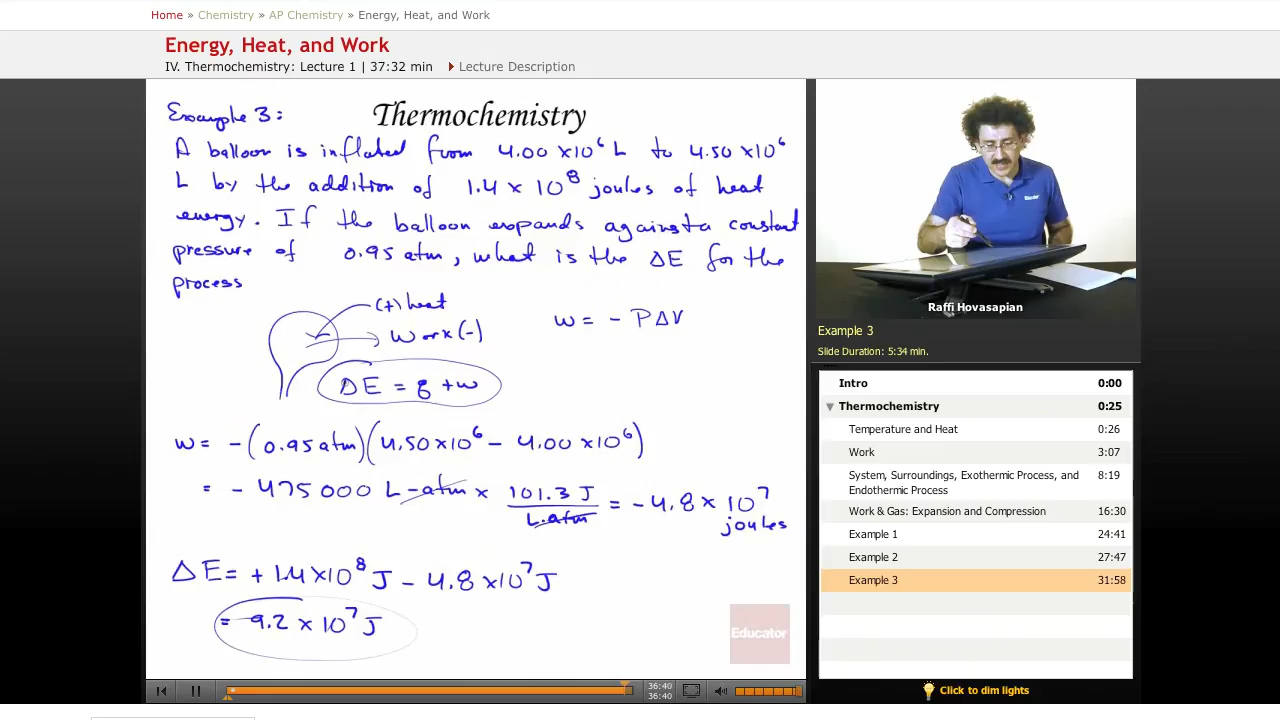 Home » Chemistry » AP Chemistry » Energy, Heat, and Work
Energy, Heat, and Work
IV. Thermochemistry: Lecture 1 | 37:32 min Lecture Description
Example 3: Thermochemistry
A balloon is inflated from 4.00 x10⁶ L to 4.50 x10⁶
L by the addition of 1.4 x 10⁸ joules of heat
energy. If the balloon expands against a constant
pressure of 0.95 atm, what is the ΔE for the
process
(+) heat
Work (-)
w = - PΔV
ΔE = q + w
w = -(0.95 atm)(4.50 x10⁶ - 4.00 x10⁶)
= - 475000 L-atm x 101.3 J / L.atm = -4.8 x 10⁷
joules
ΔE = + 1.4 x10⁸ J - 4.8 x10⁷ J
= 9.2 x 10⁷ J
Educator
36:40
36:40
Educator
Raffi Hovasapian
Example 3
Slide Duration: 5:34 min.
Intro 0:00
Thermochemistry 0:25
Temperature and Heat 0:26
Work 3:07
System, Surroundings, Exothermic Process, and 8:19
Endothermic Process
Work & Gas: Expansion and Compression 16:30
Example 1 24:41
Example 2 27:47
Example 3 31:58
Click to dim lights